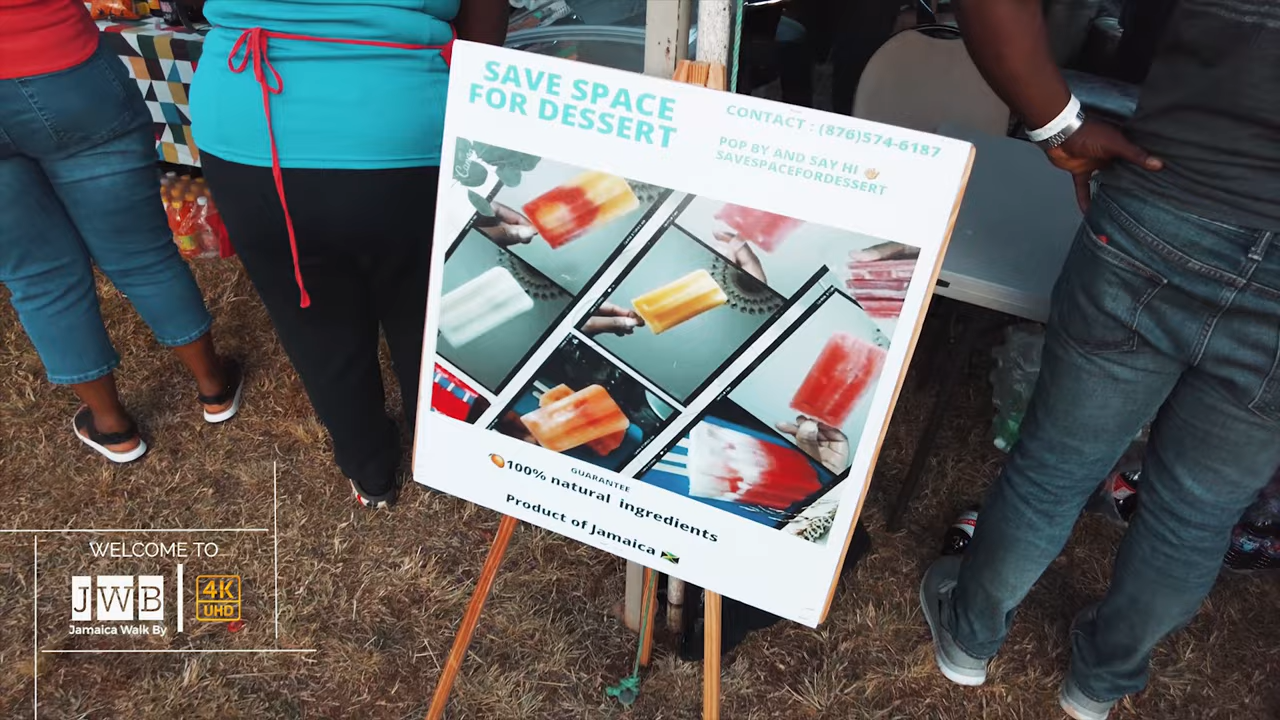 SAVE SPACE
FOR DESSERT
CONTACT : (876)574-6187
POP BY AND SAY HI 👋
SAVESPACEFORDESSERT
GUARANTEE
🍊100% natural ingredients
Product of Jamaica 🇯🇲
WELCOME TO
JWB
Jamaica Walk By
4K
UHD